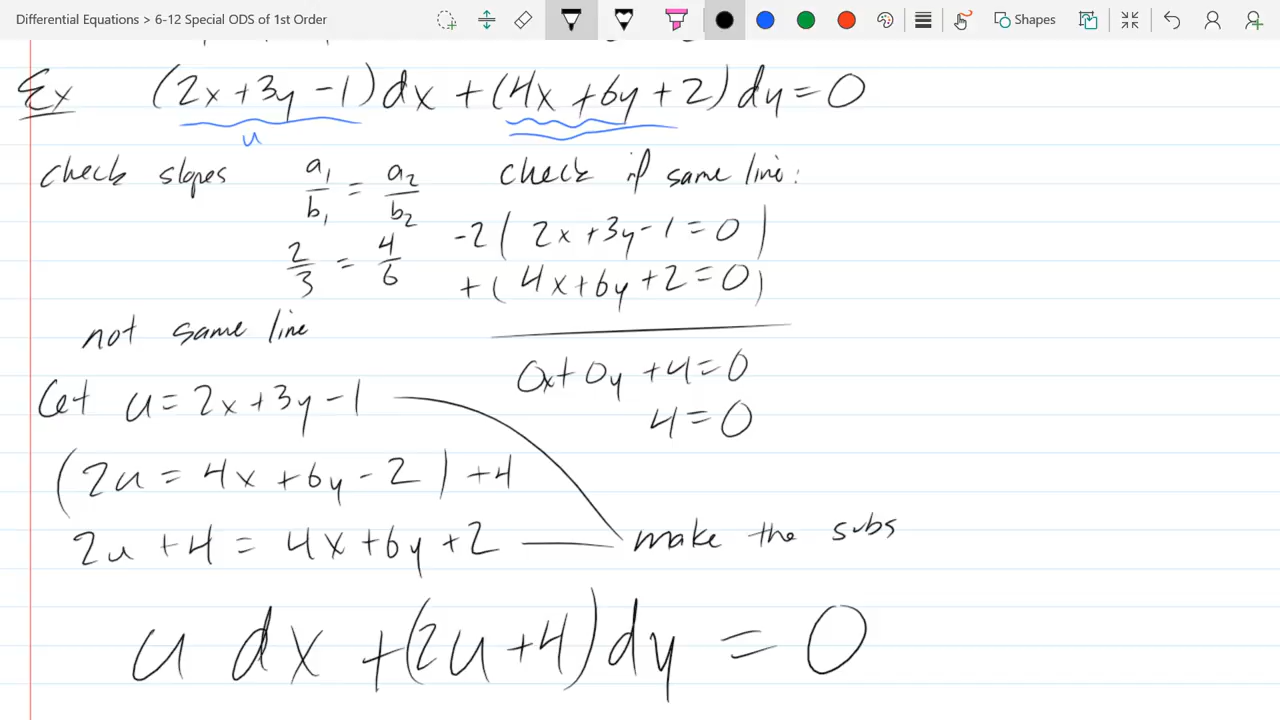 Differential Equations > 6-12 Special ODS of 1st Order
Shapes
Ex (2x+3y-1)dx+(4x+6y+2)dy=0
u
check slopes a₁/b₁ = a₂/b₂
2/3 = 4/6
check if same line:
-2(2x+3y-1=0)
+(4x+6y+2=0)
0x+0y+4=0
4=0
not same line
Let u=2x+3y-1
(2u=4x+6y-2)+4
2u+4=4x+6y+2
make the subs
u dx+(2u+4)dy=0